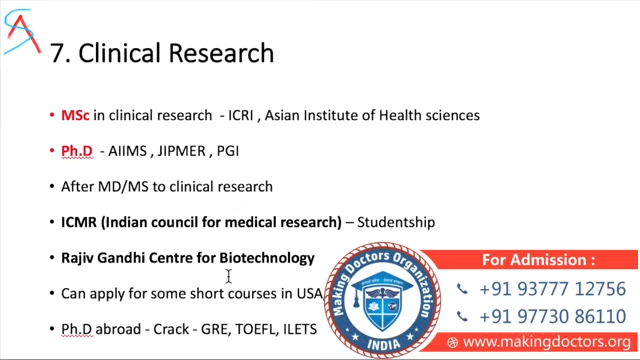 SA
7. Clinical Research
• MSc in clinical research - ICRI , Asian Institute of Health sciences
• Ph.D - AIIMS , JIPMER , PGI
• After MD/MS to clinical research
• ICMR (Indian council for medical research) – Studentship
• Rajiv Gandhi Centre for Biotechnology
• Can apply for some short courses in USA
• Ph.D abroad - Crack - GRE, TOEFL, IELTS
Making Doctors Organization
INDIA
For Admission :
+91 93777 12756
+91 97730 86110
www.makingdoctors.org